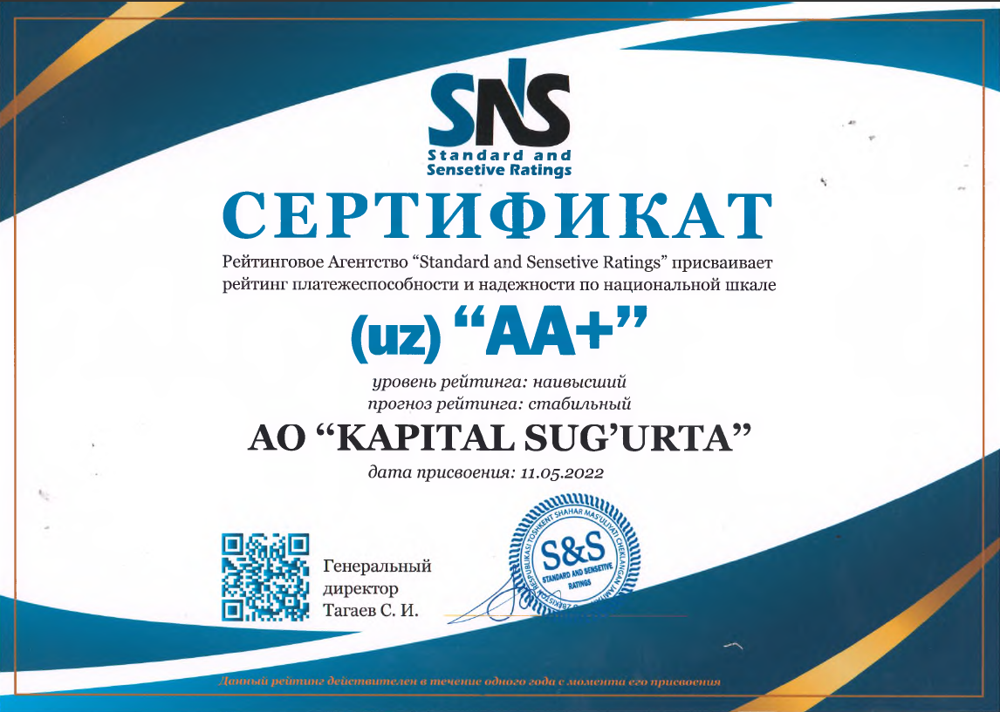 SNS
Standard and
Sensetive Ratings
СЕРТИФИКАТ
Рейтинговое Агентство “Standard and Sensetive Ratings” присваивает
рейтинг платежеспособности и надежности по национальной шкале
(uz) “AA+”
уровень рейтинга: наивысший
прогноз рейтинга: стабильный
АО “KAPITAL SUG’URTA”
дата присвоения: 11.05.2022
RESPUBLIKASI TOSHKENT SHAHAR MAS'ULIYATI CHEKLANGAN
S&S
STANDARD AND SENSETIVE
RATINGS
Генеральный
директор
Тагаев С. И.
Данный рейтинг действителен в течение одного года с момента его присвоения